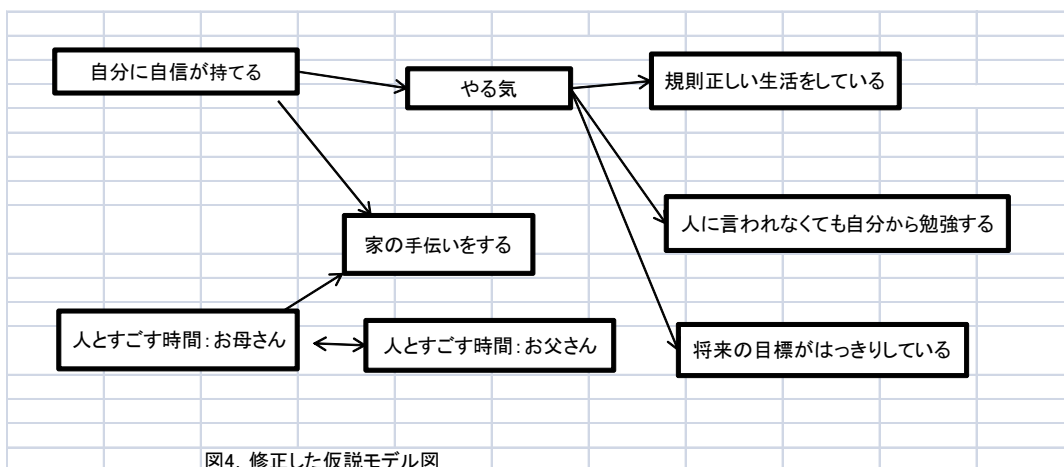 自分に自信が持てる
やる気
規則正しい生活をしている
人に言われなくても自分から勉強する
家の手伝いをする
人とすごす時間:お母さん
人とすごす時間:お父さん
将来の目標がはっきりしている
図4. 修正した仮説モデル図